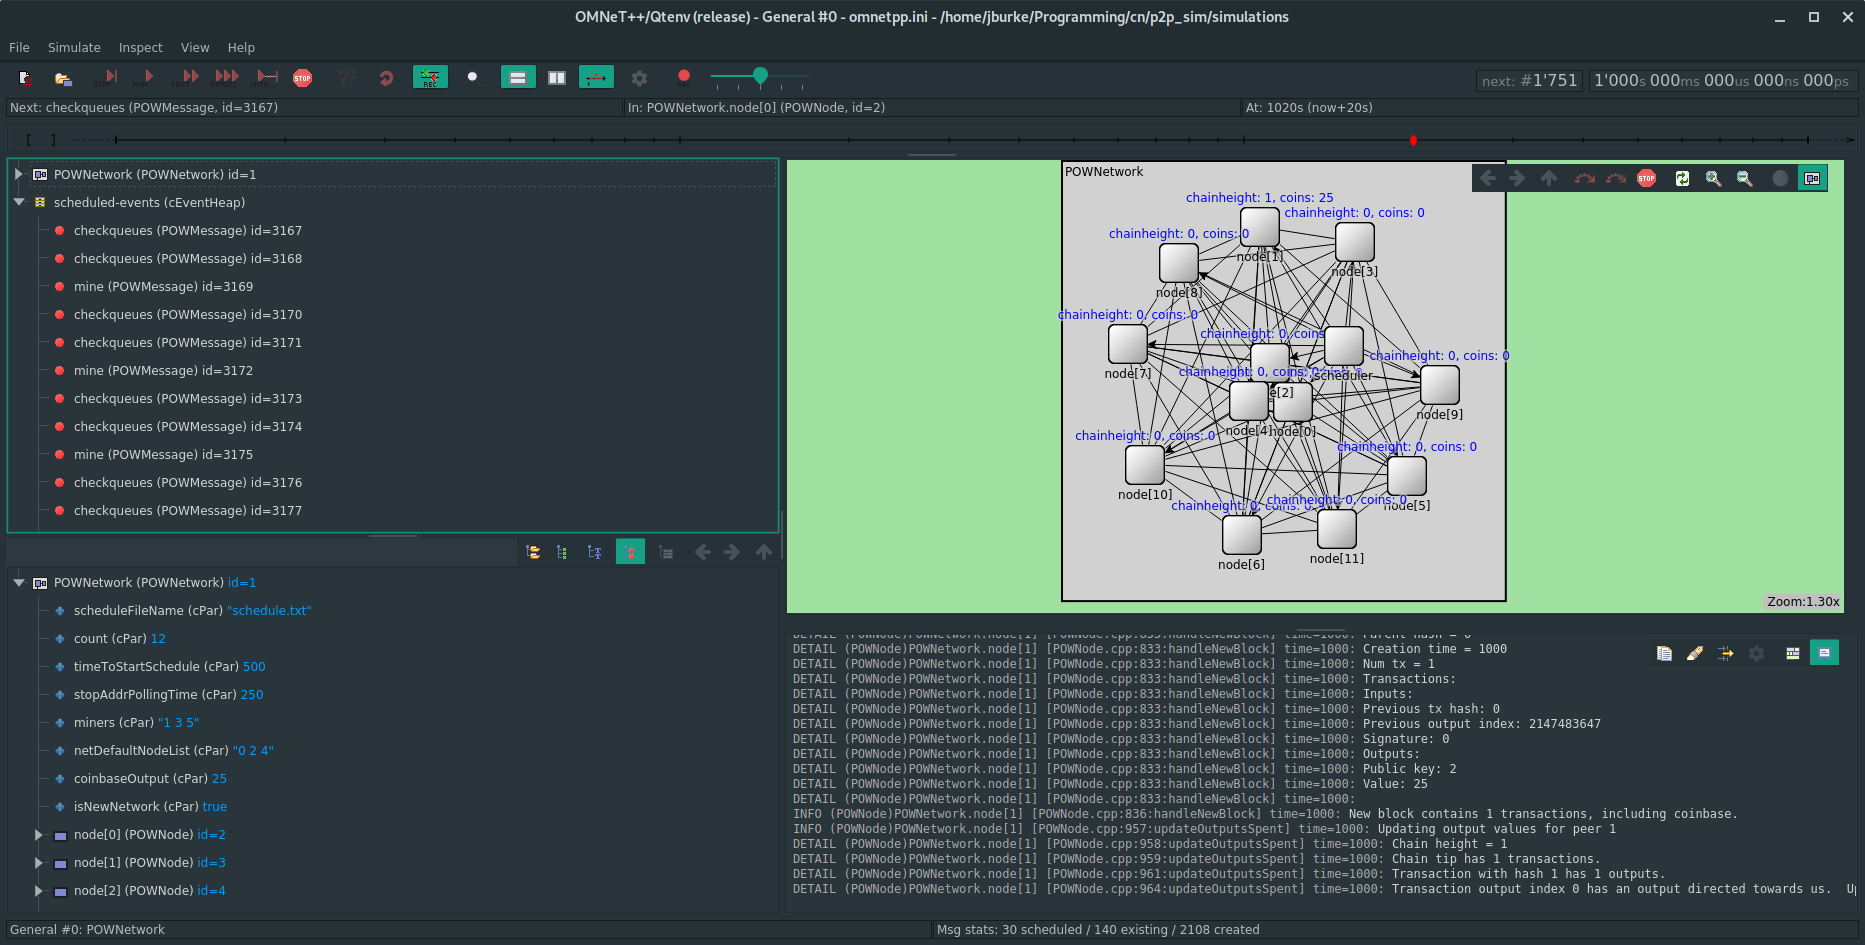 OMNeT++/Qtenv (release) - General #0 - omnetpp.ini - /home/jburke/Programming/cn/p2p_sim/simulations
File Simulate Inspect View Help
STOP REC
next: #1'751 1'000s 000ms 000us 000ns 000ps
Next: checkqueues (POWMessage, id=3167) In: POWNetwork.node[0] (POWNode, id=2) At: 1020s (now+20s)
[ ]
POWNetwork (POWNetwork) id=1
scheduled-events (cEventHeap)
checkqueues (POWMessage) id=3167
checkqueues (POWMessage) id=3168
mine (POWMessage) id=3169
checkqueues (POWMessage) id=3170
checkqueues (POWMessage) id=3171
mine (POWMessage) id=3172
checkqueues (POWMessage) id=3173
checkqueues (POWMessage) id=3174
mine (POWMessage) id=3175
checkqueues (POWMessage) id=3176
checkqueues (POWMessage) id=3177
POWNetwork (POWNetwork) id=1
scheduleFileName (cPar) "schedule.txt"
count (cPar) 12
timeToStartSchedule (cPar) 500
stopAddrPollingTime (cPar) 250
miners (cPar) "1 3 5"
netDefaultNodeList (cPar) "0 2 4"
coinbaseOutput (cPar) 25
isNewNetwork (cPar) true
node[0] (POWNode) id=2
node[1] (POWNode) id=3
node[2] (POWNode) id=4
POWNetwork
STOP
chainheight: 1, coins: 25
chainheight: 0, coins: 0
chainheight: 0, coins: 0
node[1]
node[3]
node[8]
chainheight: 0, coins: 0
chainheight: 0, coins
chainheight: 0, coins: 0
node[7]
chainheight: 0, coins: 0
scheduler
e[2]
node[9]
node[4]
node[0]
chainheight: 0, coins: 0
chainheight: 0, coins: 0
node[10]
chainheight: 0, coins: 0
chainheight: 0, coins: 0
node[5]
node[11]
node[6]
Zoom:1.30x
DETAIL (POWNode)POWNetwork.node[1] [POWNode.cpp:833:handleNewBlock] time=1000: Parent hash = 0
DETAIL (POWNode)POWNetwork.node[1] [POWNode.cpp:833:handleNewBlock] time=1000: Creation time = 1000
DETAIL (POWNode)POWNetwork.node[1] [POWNode.cpp:833:handleNewBlock] time=1000: Num tx = 1
DETAIL (POWNode)POWNetwork.node[1] [POWNode.cpp:833:handleNewBlock] time=1000: Transactions:
DETAIL (POWNode)POWNetwork.node[1] [POWNode.cpp:833:handleNewBlock] time=1000: Inputs:
DETAIL (POWNode)POWNetwork.node[1] [POWNode.cpp:833:handleNewBlock] time=1000: Previous tx hash: 0
DETAIL (POWNode)POWNetwork.node[1] [POWNode.cpp:833:handleNewBlock] time=1000: Previous output index: 2147483647
DETAIL (POWNode)POWNetwork.node[1] [POWNode.cpp:833:handleNewBlock] time=1000: Signature: 0
DETAIL (POWNode)POWNetwork.node[1] [POWNode.cpp:833:handleNewBlock] time=1000: Outputs:
DETAIL (POWNode)POWNetwork.node[1] [POWNode.cpp:833:handleNewBlock] time=1000: Public key: 2
DETAIL (POWNode)POWNetwork.node[1] [POWNode.cpp:833:handleNewBlock] time=1000: Value: 25
DETAIL (POWNode)POWNetwork.node[1] [POWNode.cpp:833:handleNewBlock] time=1000:
INFO (POWNode)POWNetwork.node[1] [POWNode.cpp:836:handleNewBlock] time=1000: New block contains 1 transactions, including coinbase.
INFO (POWNode)POWNetwork.node[1] [POWNode.cpp:957:updateOutputsSpent] time=1000: Updating output values for peer 1
DETAIL (POWNode)POWNetwork.node[1] [POWNode.cpp:958:updateOutputsSpent] time=1000: Chain height = 1
DETAIL (POWNode)POWNetwork.node[1] [POWNode.cpp:959:updateOutputsSpent] time=1000: Chain tip has 1 transactions.
DETAIL (POWNode)POWNetwork.node[1] [POWNode.cpp:961:updateOutputsSpent] time=1000: Transaction with hash 1 has 1 outputs.
DETAIL (POWNode)POWNetwork.node[1] [POWNode.cpp:964:updateOutputsSpent] time=1000: Transaction output index 0 has an output directed towards us. Up
General #0: POWNetwork Msg stats: 30 scheduled / 140 existing / 2108 created